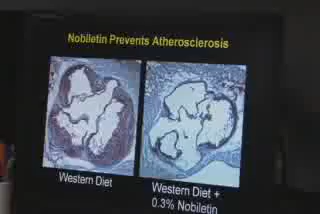 Nobiletin Prevents Atherosclerosis
Western Diet
Western Diet +
0.3% Nobiletin